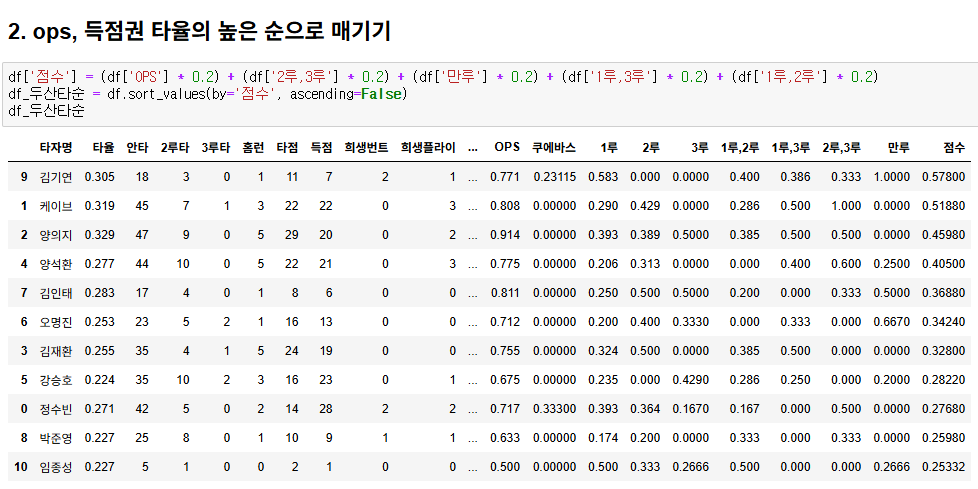 2. ops, 득점권 타율의 높은 순으로 매기기
df['점수'] = (df['OPS'] * 0.2) + (df['2루,3루'] * 0.2) + (df['만루'] * 0.2) + (df['1루,3루'] * 0.2) + (df['1루,2루'] * 0.2)
df_두산타순 = df.sort_values(by='점수', ascending=False)
df_두산타순
타자명 타율 안타 2루타 3루타 홈런 타점 득점 희생번트 희생플라이 ... OPS 쿠에바스 1루 2루 3루 1루,2루 1루,3루 2루,3루 만루 점수
9 김기연 0.305 18 3 0 1 11 7 2 1 ... 0.771 0.23115 0.583 0.000 0.0000 0.400 0.386 0.333 1.0000 0.57800
1 케이브 0.319 45 7 1 3 22 22 0 3 ... 0.808 0.00000 0.290 0.429 0.0000 0.286 0.500 1.000 0.0000 0.51880
2 양의지 0.329 47 9 0 5 29 20 0 2 ... 0.914 0.00000 0.393 0.389 0.5000 0.385 0.500 0.500 0.0000 0.45980
4 양석환 0.277 44 10 0 5 22 21 0 3 ... 0.775 0.00000 0.206 0.313 0.0000 0.000 0.400 0.600 0.2500 0.40500
7 김인태 0.283 17 4 0 1 8 6 0 0 ... 0.811 0.00000 0.250 0.500 0.5000 0.200 0.000 0.333 0.5000 0.36880
6 오명진 0.253 23 5 2 1 16 13 0 0 ... 0.712 0.00000 0.200 0.400 0.3330 0.000 0.333 0.000 0.6670 0.34240
3 김재환 0.255 35 4 1 5 24 19 0 0 ... 0.755 0.00000 0.324 0.500 0.0000 0.385 0.500 0.000 0.0000 0.32800
5 강승호 0.224 35 10 2 3 16 23 0 1 ... 0.675 0.00000 0.235 0.000 0.4290 0.286 0.250 0.000 0.2000 0.28220
0 정수빈 0.271 42 5 0 2 14 28 2 2 ... 0.717 0.33300 0.393 0.364 0.1670 0.167 0.000 0.500 0.0000 0.27680
8 박준영 0.227 25 8 0 1 10 9 1 1 ... 0.633 0.00000 0.174 0.200 0.0000 0.333 0.000 0.333 0.0000 0.25980
10 임종성 0.227 5 1 0 0 2 1 0 0 ... 0.500 0.00000 0.500 0.333 0.2666 0.500 0.000 0.000 0.2666 0.25332